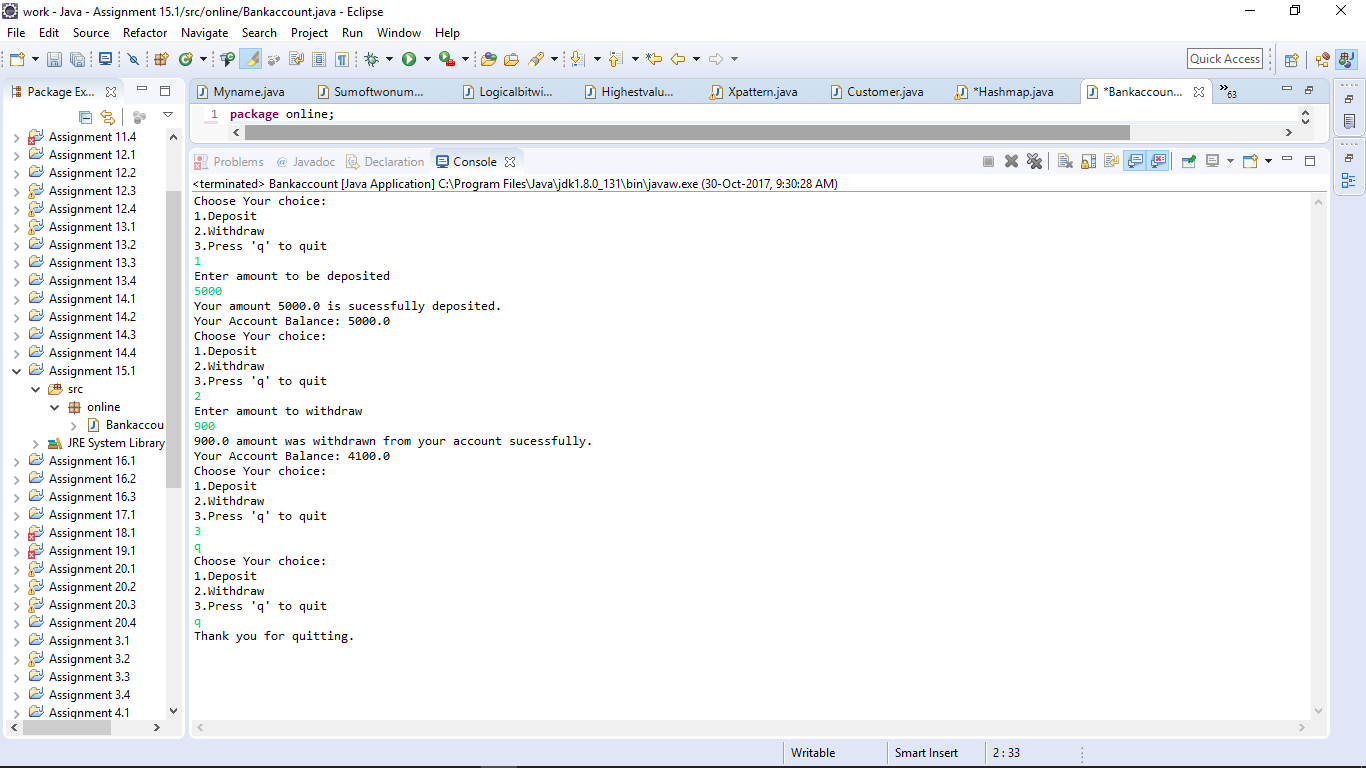 work - Java - Assignment 15.1/src/online/Bankaccount.java - Eclipse
File Edit Source Refactor Navigate Search Project Run Window Help
Quick Access
Package Ex...
Myname.java Sumoftwonum... Logicalbitwi... Highestvalu... Xpattern.java Customer.java *Hashmap.java *Bankaccoun... »63
1 package online;
Problems @ Javadoc Declaration Console
<terminated> Bankaccount [Java Application] C:\Program Files\Java\jdk1.8.0_131\bin\javaw.exe (30-Oct-2017, 9:30:28 AM)
Assignment 11.4
Assignment 12.1
Assignment 12.2
Assignment 12.3
Assignment 12.4
Assignment 13.1
Assignment 13.2
Assignment 13.3
Assignment 13.4
Assignment 14.1
Assignment 14.2
Assignment 14.3
Assignment 14.4
Assignment 15.1
src
online
Bankaccou
JRE System Library
Assignment 16.1
Assignment 16.2
Assignment 16.3
Assignment 17.1
Assignment 18.1
Assignment 19.1
Assignment 20.1
Assignment 20.2
Assignment 20.3
Assignment 20.4
Assignment 3.1
Assignment 3.2
Assignment 3.3
Assignment 3.4
Assignment 4.1
Choose Your choice:
1.Deposit
2.Withdraw
3.Press 'q' to quit
1
Enter amount to be deposited
5000
Your amount 5000.0 is sucessfully deposited.
Your Account Balance: 5000.0
Choose Your choice:
1.Deposit
2.Withdraw
3.Press 'q' to quit
2
Enter amount to withdraw
900
900.0 amount was withdrawn from your account sucessfully.
Your Account Balance: 4100.0
Choose Your choice:
1.Deposit
2.Withdraw
3.Press 'q' to quit
3
q
Choose Your choice:
1.Deposit
2.Withdraw
3.Press 'q' to quit
q
Thank you for quitting.
Writable Smart Insert 2 : 33